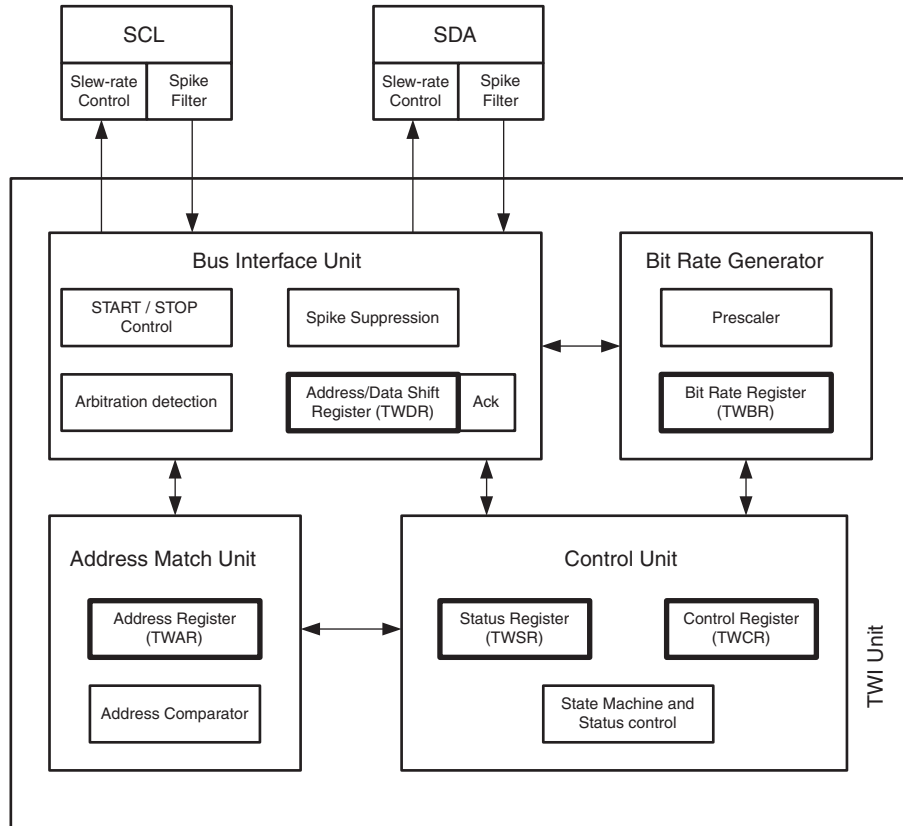 SCL
Slew-rate
Control
Spike
Filter
SDA
Slew-rate
Control
Spike
Filter
Bus Interface Unit
START / STOP
Control
Spike Suppression
Arbitration detection
Address/Data Shift
Register (TWDR)
Ack
Bit Rate Generator
Prescaler
Bit Rate Register
(TWBR)
Address Match Unit
Address Register
(TWAR)
Address Comparator
Control Unit
Status Register
(TWSR)
Control Register
(TWCR)
State Machine and
Status control
TWI Unit